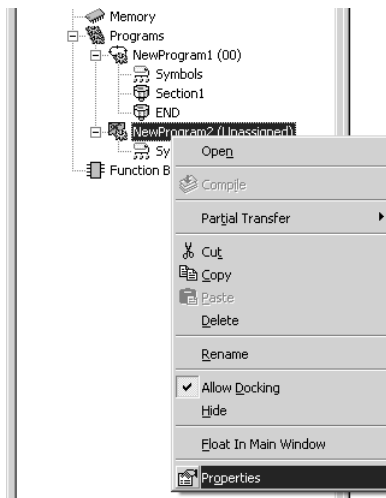 Memory
Programs
NewProgram1 (00)
Symbols
Section1
END
NewProgram2 (Unassigned)
Sy
Function B
Open
Compile
Partial Transfer
Cut
Copy
Paste
Delete
Rename
Allow Docking
Hide
Float In Main Window
Properties